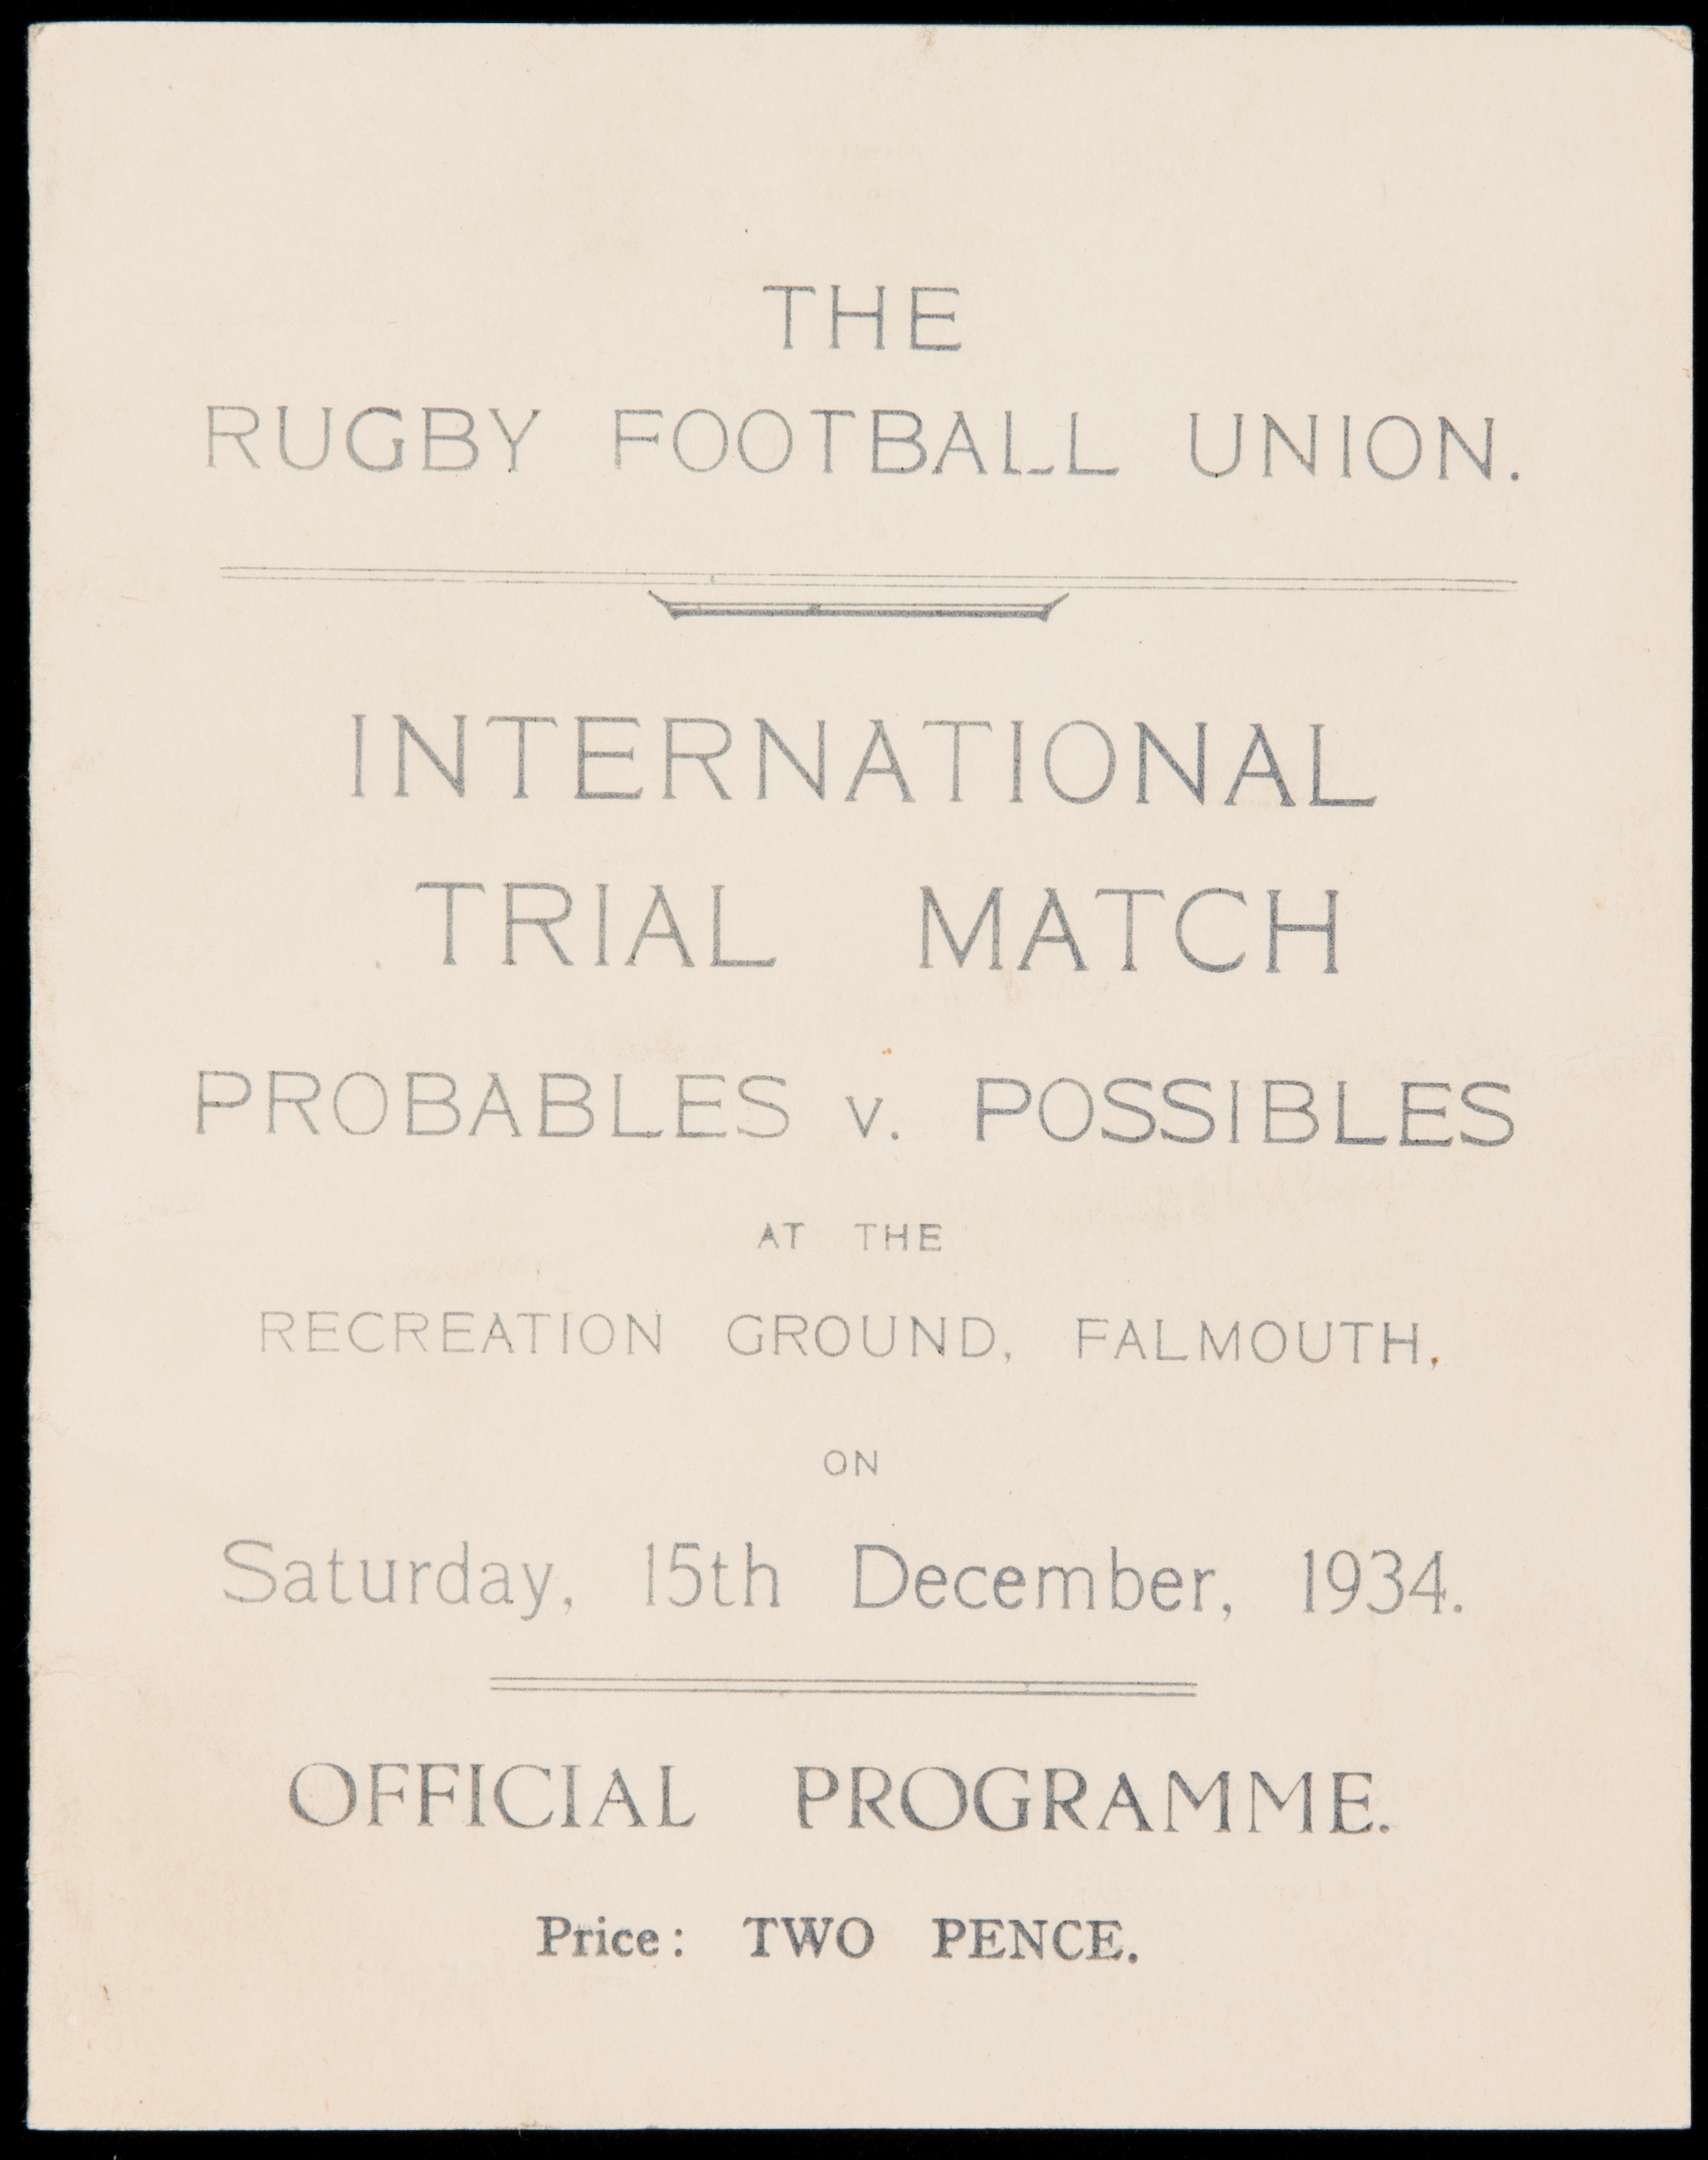 THE
RUGBY FOOTBALL UNION.
INTERNATIONAL
TRIAL MATCH
PROBABLES v. POSSIBLES
AT THE
RECREATION GROUND, FALMOUTH,
ON
Saturday, 15th December, 1934.
OFFICIAL PROGRAMME.
Price: TWO PENCE.